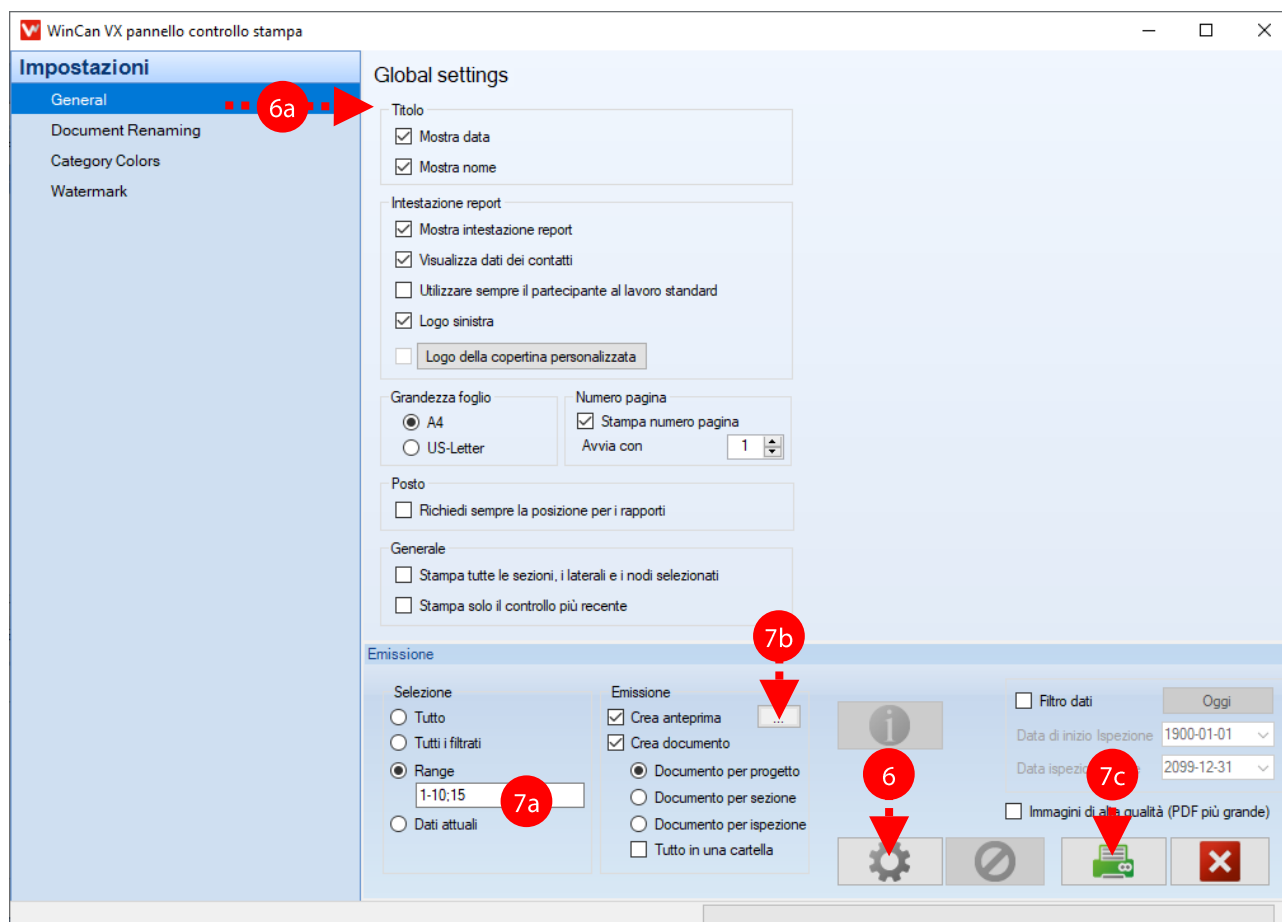 WinCan VX pannello controllo stampa
Impostazioni
General
Document Renaming
Category Colors
Watermark
6a
Global settings
Titolo
Mostra data
Mostra nome
Intestazione report
Mostra intestazione report
Visualizza dati dei contatti
Utilizzare sempre il partecipante al lavoro standard
Logo sinistra
Logo della copertina personalizzata
Grandezza foglio
A4
US-Letter
Numero pagina
Stampa numero pagina
Avvia con 1
Posto
Richiedi sempre la posizione per i rapporti
Generale
Stampa tutte le sezioni, i laterali e i nodi selezionati
Stampa solo il controllo più recente
Emissione
Selezione
Tutto
Tutti i filtrati
Range
1-10;15
7a
Dati attuali
Emissione
Crea anteprima ...
7b
Crea documento
Documento per progetto
Documento per sezione
Documento per ispezione
Tutto in una cartella
6
Filtro dati Oggi
Data di inizio Ispezione 1900-01-01
Data 2099-12-31
7c
Immagini di alta qualità (PDF più grande)